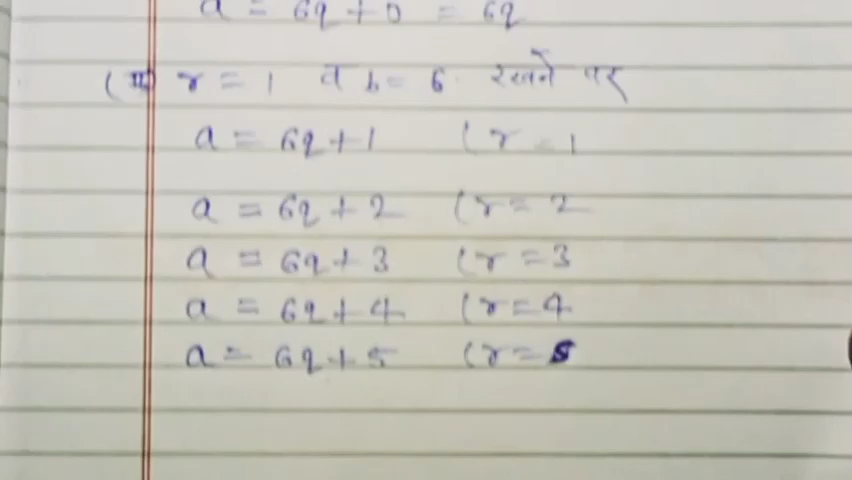 a = 6q + 0 = 6q
(II) r = 1 व b = 6 रखने पर
a = 6q + 1 (r = 1
a = 6q + 2 (r = 2
a = 6q + 3 (r = 3
a = 6q + 4 (r = 4
a = 6q + 5 (r = 5